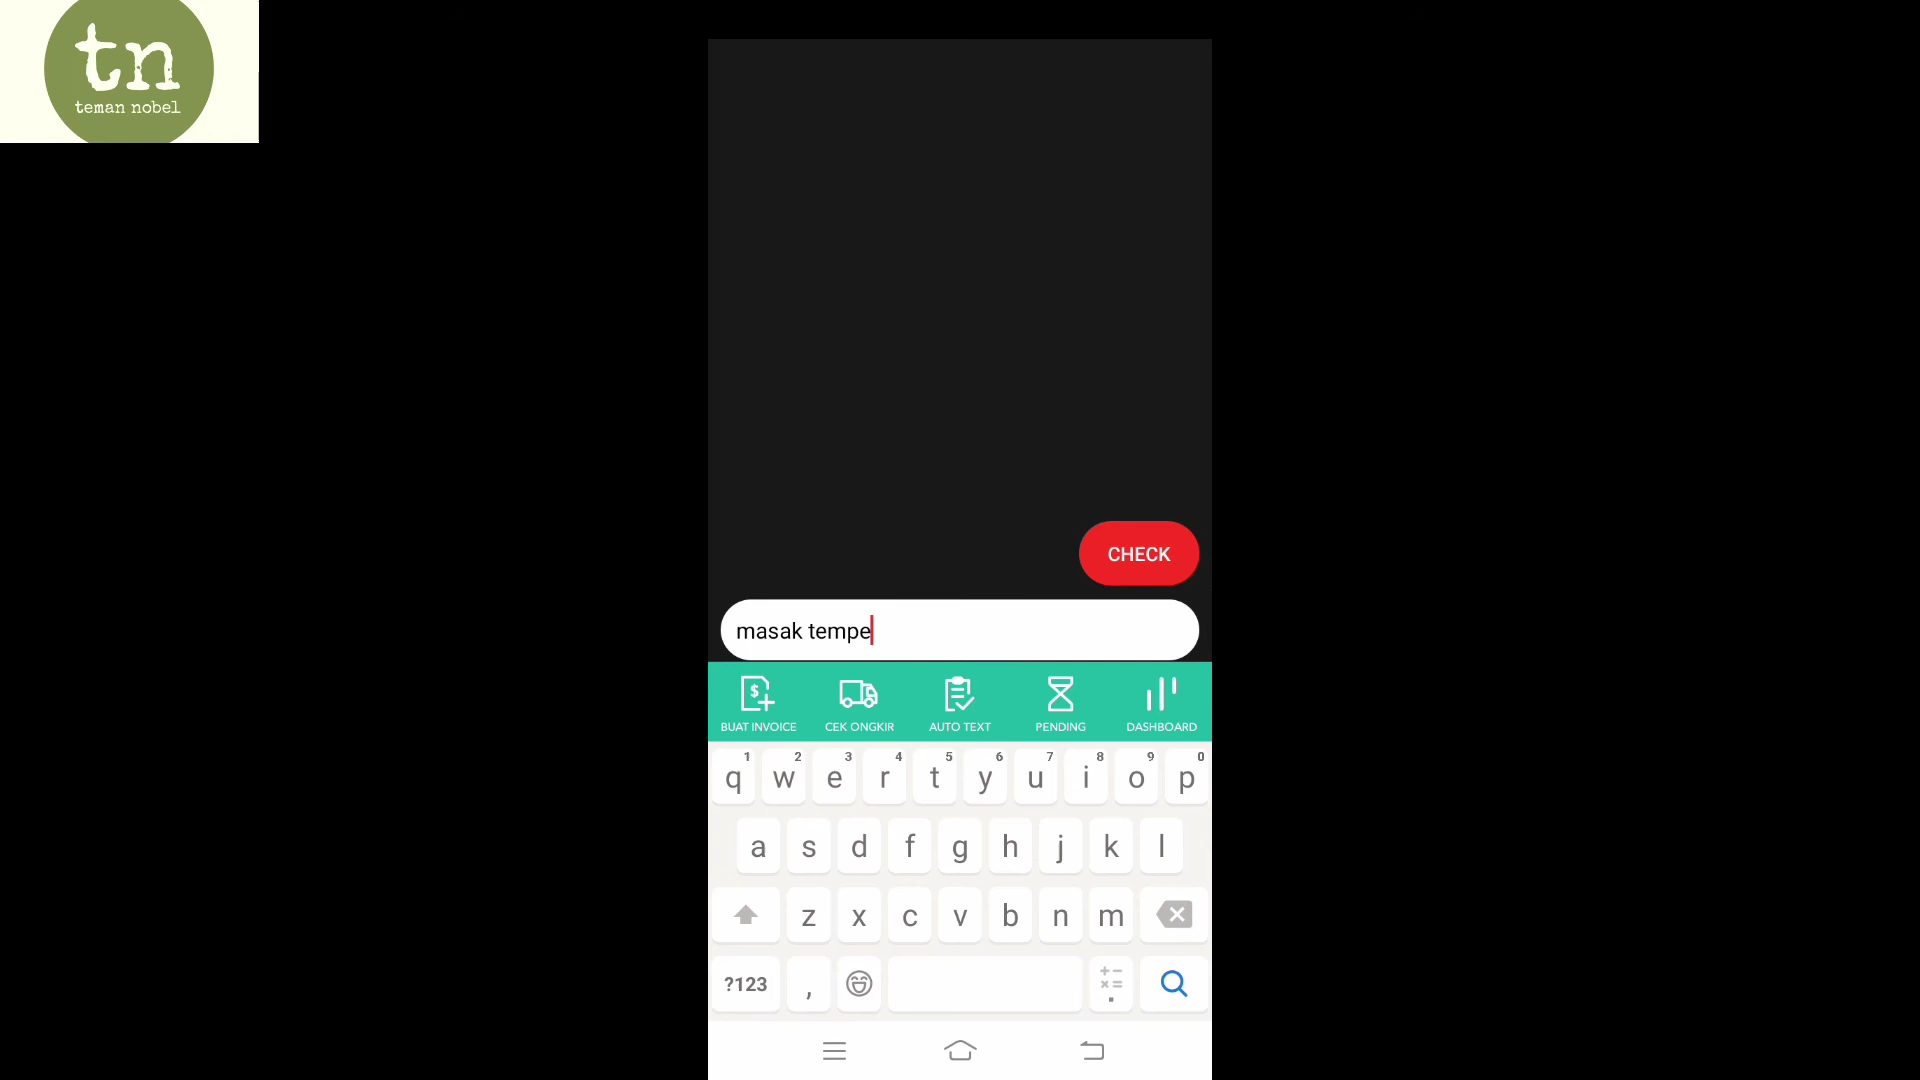 tn
teman nobel
CHECK
masak tempe
$
BUAT INVOICE CEK ONGKIR AUTO TEXT PENDING DASHBOARD
1 2 3 4 5 6 7 8 9 0
q w e r t y u i o p
a s d f g h j k l
z x c v b n m
?123 , .